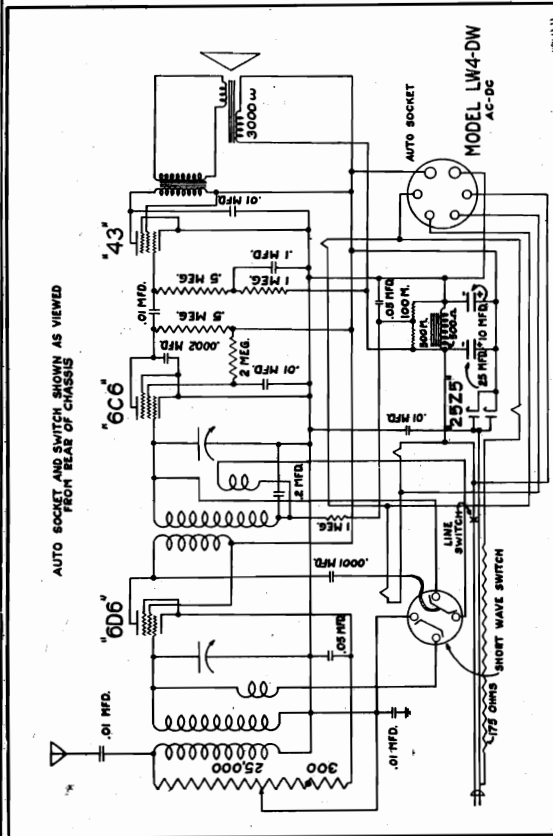 AUTO SOCKET AND SWITCH SHOWN AS VIEWED
FROM REAR OF CHASSIS
MODEL LW4-DW
AC-DC
AUTO SOCKET
"43"
"6C6"
"6D6"
"25Z5"
3000 ω
.01 MFD.
.01 MFD.
.5 MEG.
.1 MFD.
1 MEG.
.5 MEG.
.0002 MFD.
2 MEG.
.01 MFD.
.05 MFD.
100 M.
500 M.
500Ω
10 MFD.
25 MFD.
.01 MFD.
.2 MFD.
1 MEG.
LINE
SWITCH
.0001 MFD.
SHORT WAVE SWITCH
175 OHMS
.05 MFD
.01 MFD.
.01 MFD.
25,000
300